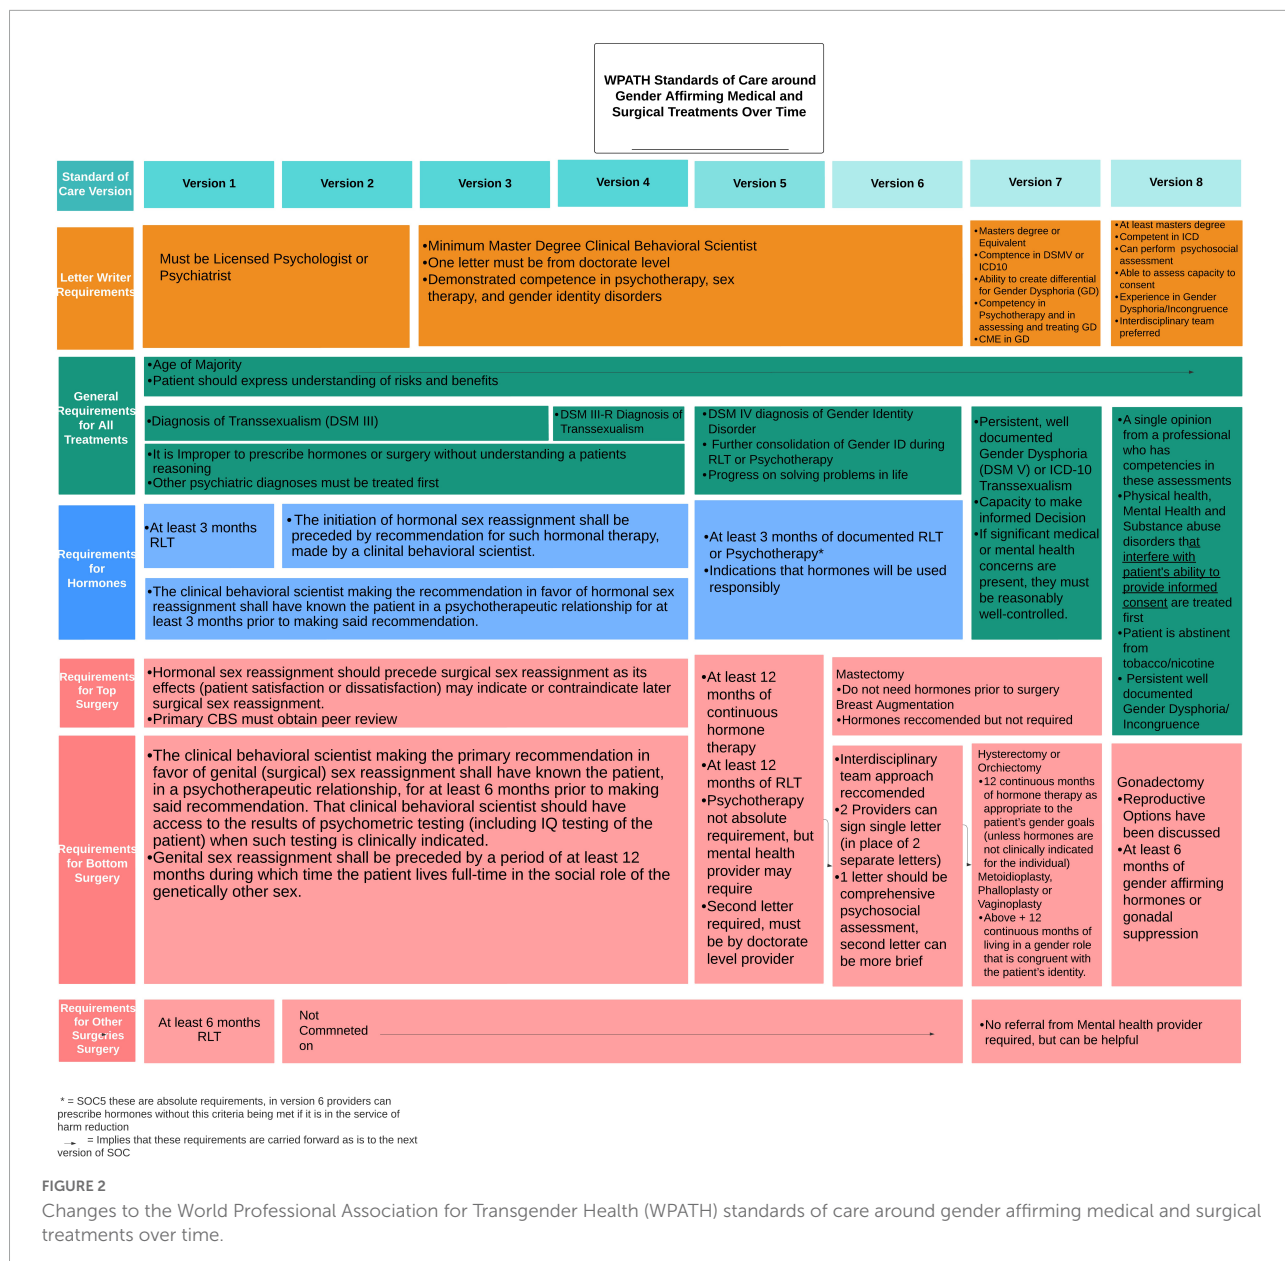 WPATH Standards of Care around
Gender Affirming Medical and
Surgical Treatments Over Time
Standard of
Care Version
Version 1
Version 2
Version 3
Version 4
Version 5
Version 6
Version 7
Version 8
Letter Writer
Requirements
Must be Licensed Psychologist or
Psychiatrist
•Minimum Master Degree Clinical Behavioral Scientist
•One letter must be from doctorate level
•Demonstrated competence in psychotherapy, sex
therapy, and gender identity disorders
•Masters degree or
Equivalent
•Comptence in DSMV or
ICD10
•Ability to create differential
for Gender Dysphoria (GD)
•Competency in
Psychotherapy and in
assessing and treating GD
•CME in GD
•At least masters degree
•Competent in ICD
•Can perform psychosocial
assessment
•Able to assess capacity to
consent
•Experience in Gender
Dysphoria/Incongruence
•Interdisciplinary team
preferred
General
Requirements
for All
Treatments
•Age of Majority
•Patient should express understanding of risks and benefits
•Diagnosis of Transsexualism (DSM III)
•DSM III-R Diagnosis of
Transsexualism
•It is Improper to prescribe hormones or surgery without understanding a patients
reasoning
•Other psychiatric diagnoses must be treated first
•DSM IV diagnosis of Gender Identity
Disorder
• Further consolidation of Gender ID during
RLT or Psychotherapy
•Progress on solving problems in life
•Persistent, well
documented
Gender Dysphoria
(DSM V) or ICD-10
Transsexualism
•Capacity to make
informed Decision
•If significant medical
or mental health
concerns are
present, they must
be reasonably
well-controlled.
•A single opinion
from a professional
who has
competencies in
these assessments
•Physical health,
Mental Health and
Substance abuse
disorders that
interfere with
patient's ability to
provide informed
consent are treated
first
•Patient is abstinent
from
tobacco/nicotine
• Persistent well
documented
Gender Dysphoria/
Incongruence
Requirements
for
Hormones
•At least 3 months
RLT
• The initiation of hormonal sex reassignment shall be
preceded by recommendation for such hormonal therapy,
made by a clinital behavioral scientist.
•The clinical behavioral scientist making the recommendation in favor of hormonal sex
reassignment shall have known the patient in a psychotherapeutic relationship for at
least 3 months prior to making said recommendation.
•At least 3 months of documented RLT
or Psychotherapy*
•Indications that hormones will be used
responsibly
Requirements
for Top
Surgery
•Hormonal sex reassignment should precede surgical sex reassignment as its
effects (patient satisfaction or dissatisfaction) may indicate or contraindicate later
surgical sex reassignment.
•Primary CBS must obtain peer review
•At least 12
months of
continuous
hormone
therapy
•At least 12
months of RLT
•Psychotherapy
not absolute
requirement, but
mental health
provider may
require
•Second letter
required, must
be by doctorate
level provider
Mastectomy
•Do not need hormones prior to surgery
Breast Augmentation
•Hormones reccomended but not required
Requirements
for Bottom
Surgery
•The clinical behavioral scientist making the primary recommendation in
favor of genital (surgical) sex reassignment shall have known the patient,
in a psychotherapeutic relationship, for at least 6 months prior to making
said recommendation. That clinical behavioral scientist should have
access to the results of psychometric testing (including IQ testing of the
patient) when such testing is clinically indicated.
•Genital sex reassignment shall be preceded by a period of at least 12
months during which time the patient lives full-time in the social role of the
genetically other sex.
•Interdisciplinary
team approach
reccomended
•2 Providers can
sign single letter
(in place of 2
separate letters)
•1 letter should be
comprehensive
psychosocial
assessment,
second letter can
be more brief
Hysterectomy or
Orchiectomy
•12 continuous months
of hormone therapy as
appropriate to the
patient's gender goals
(unless hormones are
not clinically indicated
for the individual)
Metoidioplasty,
Phalloplasty or
Vaginoplasty
•Above + 12
continuous months of
living in a gender role
that is congruent with
the patient's identity.
Gonadectomy
•Reproductive
Options have
been discussed
•At least 6
months of
gender affirming
hormones or
gonadal
suppression
Requirements
for Other
Surgeries
Surgery
At least 6 months
RLT
Not
Commneted
on
•No referral from Mental health provider
required, but can be helpful
* = SOC5 these are absolute requirements, in version 6 providers can
prescribe hormones without this criteria being met if it is in the service of
harm reduction
= Implies that these requirements are carried forward as is to the next
version of SOC
FIGURE 2
Changes to the World Professional Association for Transgender Health (WPATH) standards of care around gender affirming medical and surgical
treatments over time.